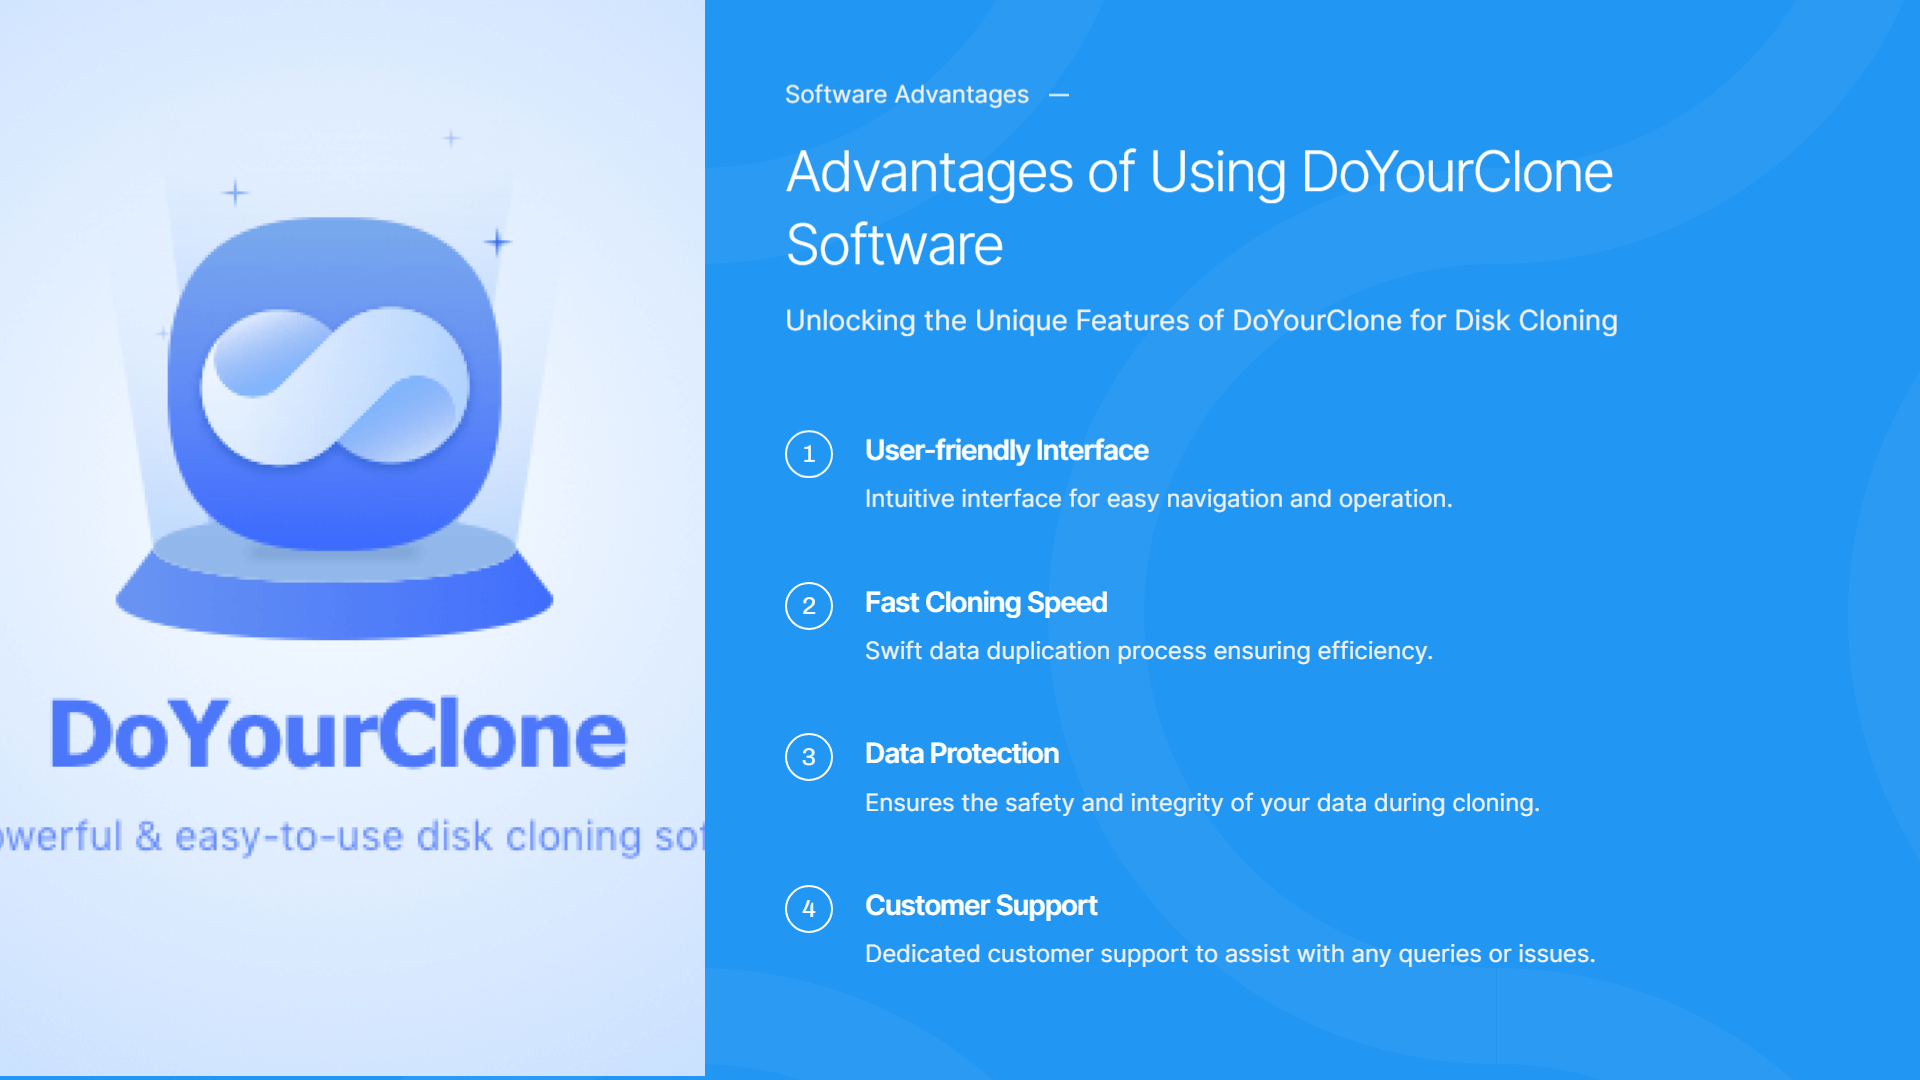 DoYourClone
werful & easy-to-use disk cloning
Software Advantages —
Advantages of Using DoYourClone
Software
Unlocking the Unique Features of DoYourClone for Disk Cloning
1
User-friendly Interface
Intuitive interface for easy navigation and operation.
2
Fast Cloning Speed
Swift data duplication process ensuring efficiency.
3
Data Protection
Ensures the safety and integrity of your data during cloning.
4
Customer Support
Dedicated customer support to assist with any queries or issues.